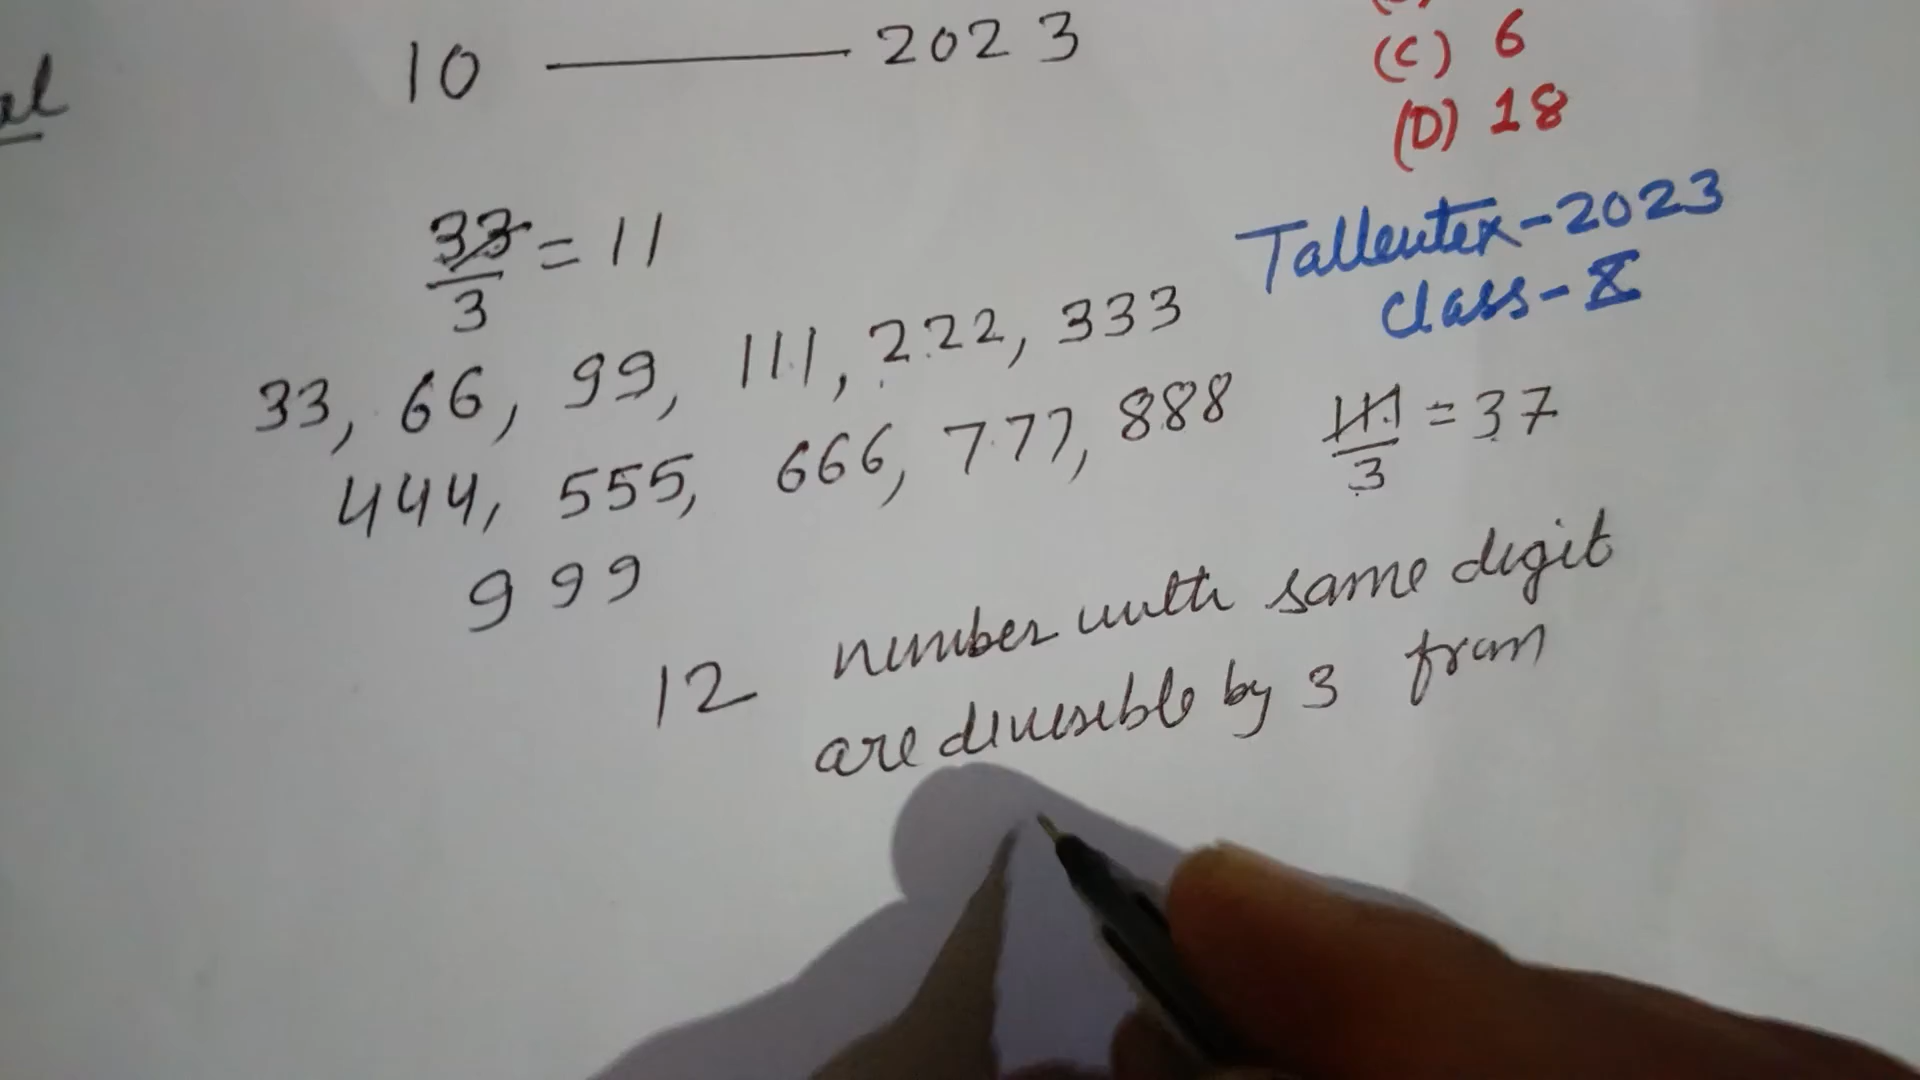 al
10 ——— 2023
(C) 6
(D) 18
33/3 = 11
Tallentex-2023
class-X
33, 66, 99, 111, 222, 333
444, 555, 666, 777, 888
999
111/3 = 37
12 number with same digit
are divisible by 3 from